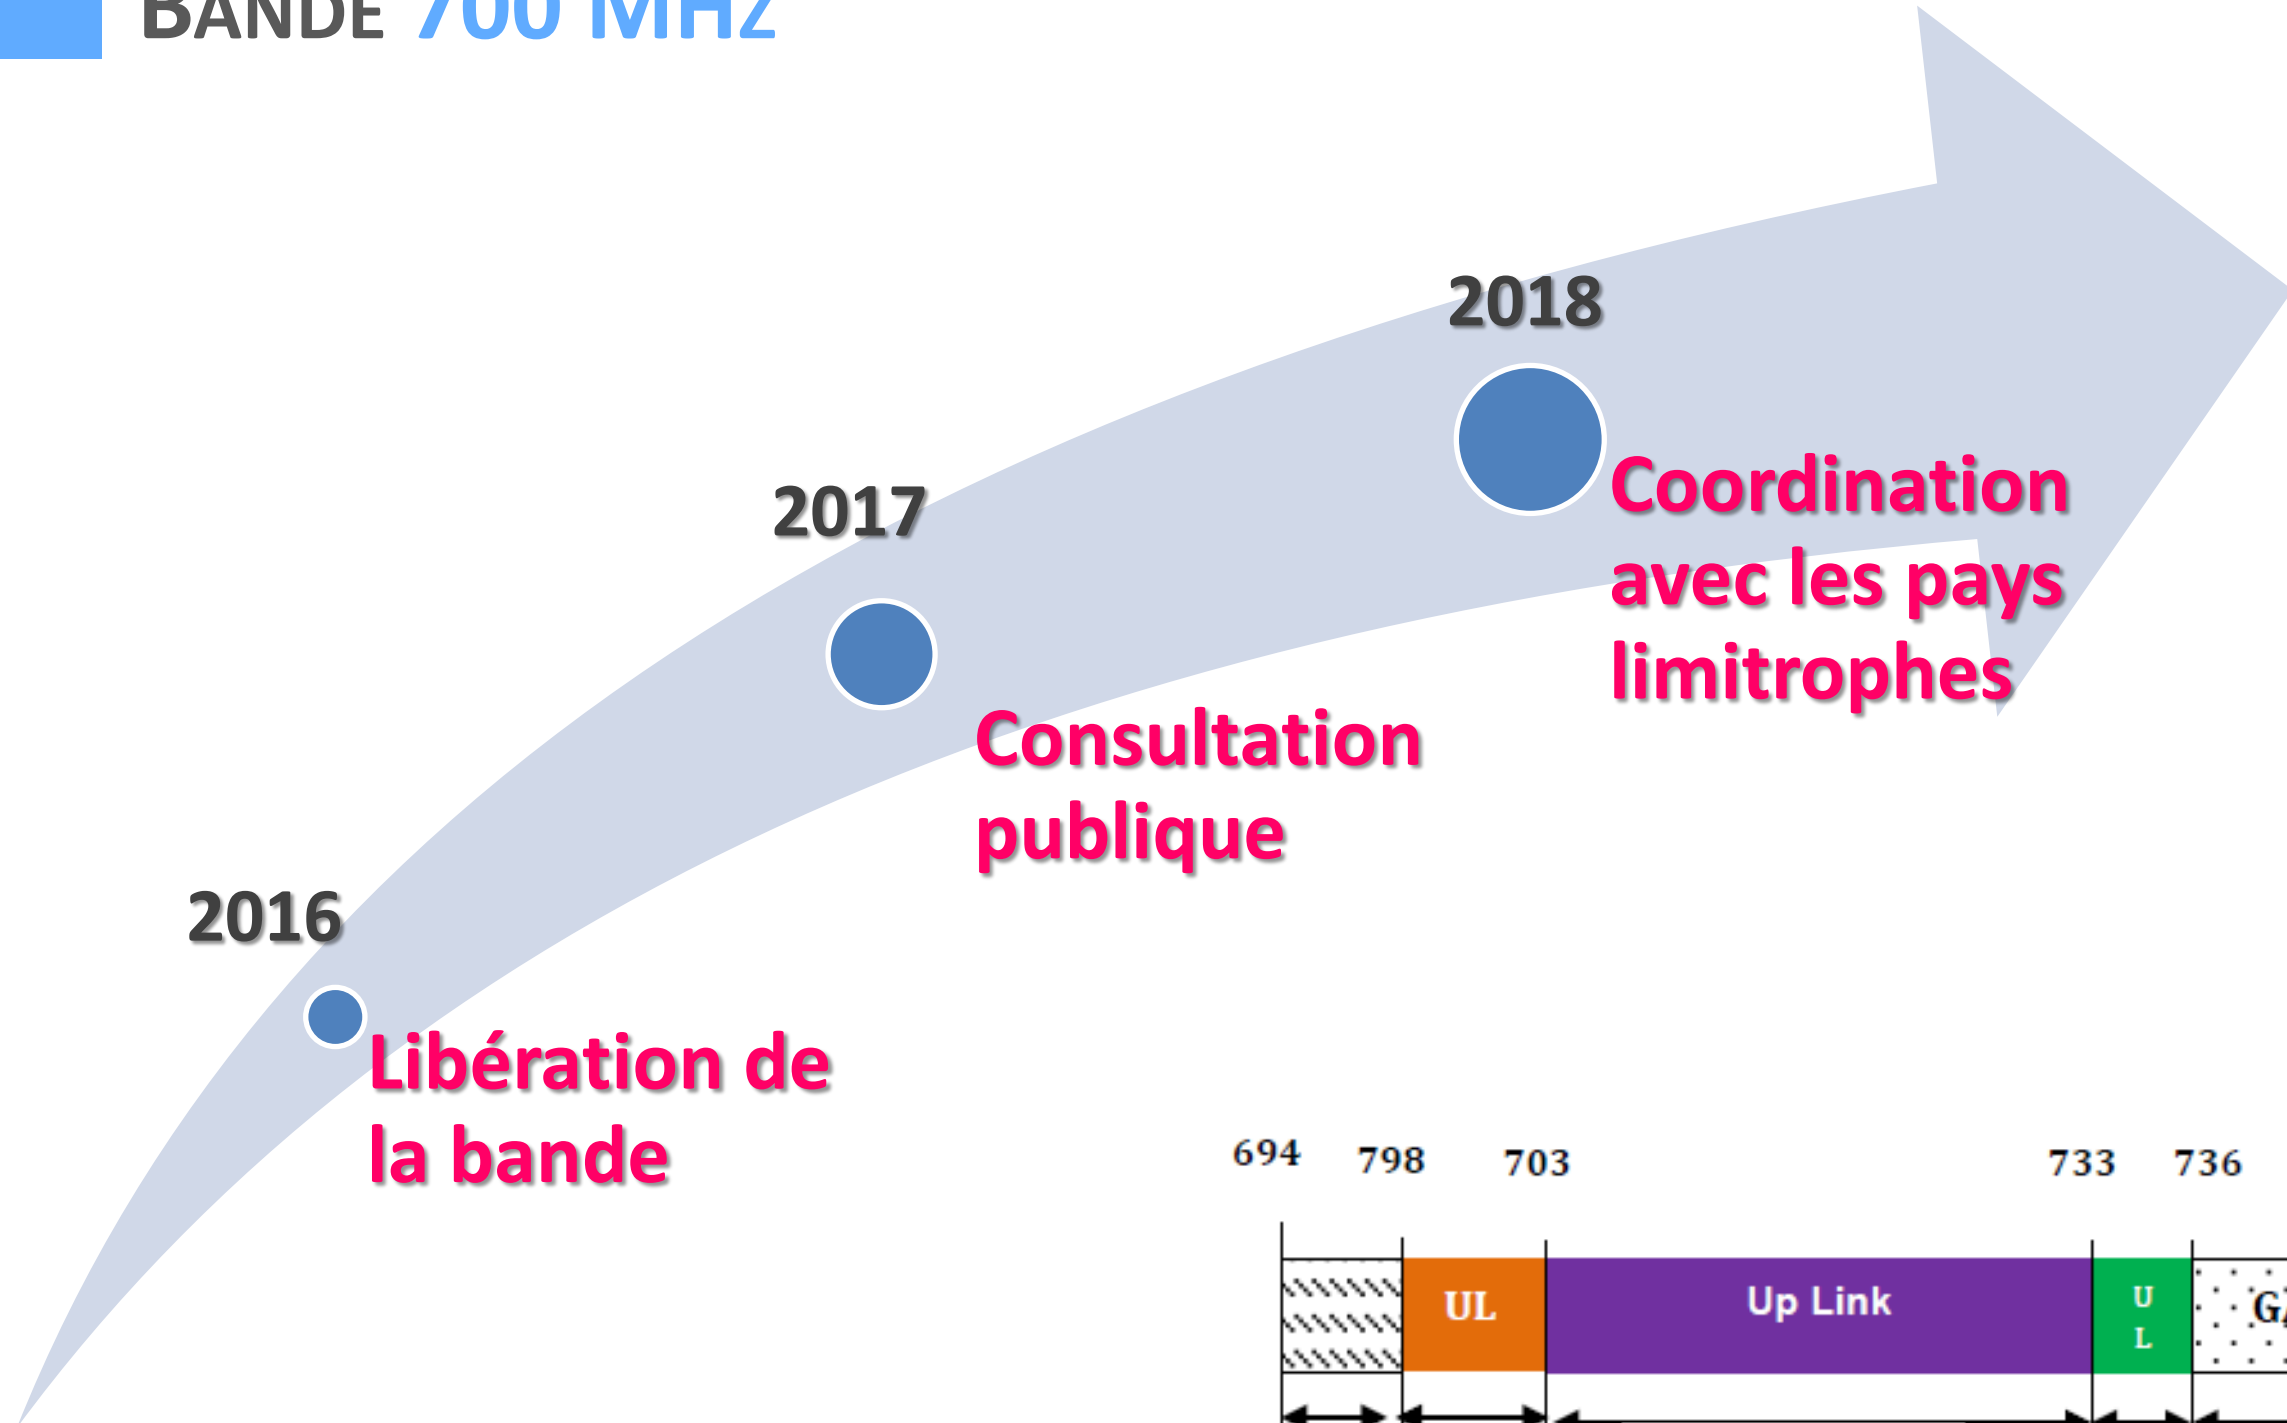 BANDE 700 MHZ
2018
Coordination
avec les pays
limitrophes
2017
Consultation
publique
2016
Libération de
la bande
694 798 703 733 736
UL Up Link U L